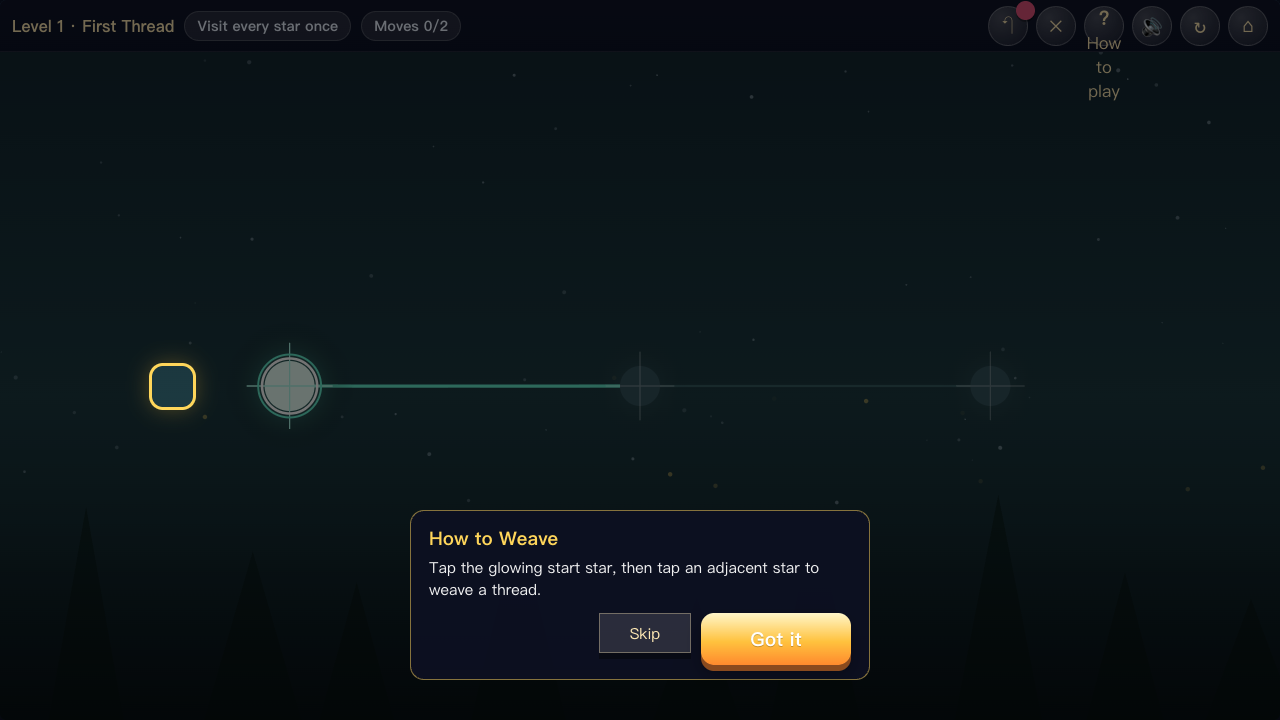 Level 1 · First Thread
Visit every star once
Moves 0/2
?
How
to
play
How to Weave
Tap the glowing start star, then tap an adjacent star to
weave a thread.
Skip
Got it